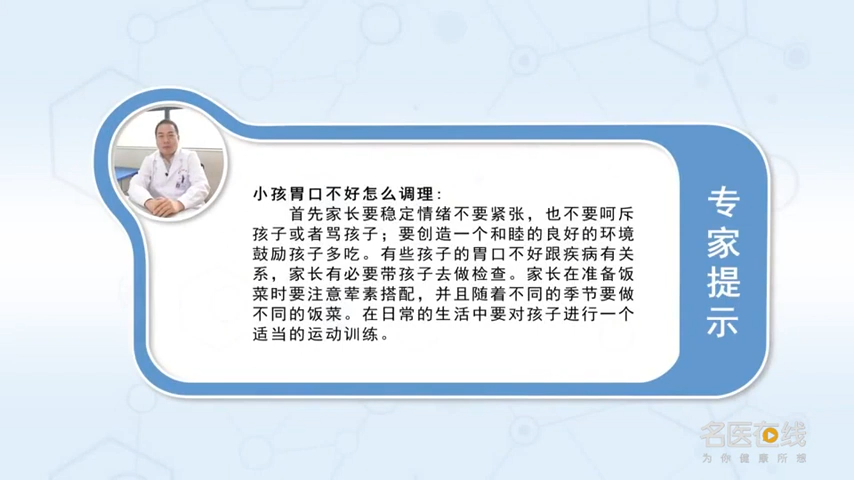 小孩胃口不好怎么调理：
首先家长要稳定情绪不要紧张，也不要呵斥
孩子或者骂孩子；要创造一个和睦的良好的环境
鼓励孩子多吃。有些孩子的胃口不好跟疾病有关
系，家长有必要带孩子去做检查。家长在准备饭
菜时要注意荤素搭配，并且随着不同的季节要做
不同的饭菜。在日常的生活中要对孩子进行一个
适当的运动训练。
专家提示
名医在线
为你健康所想